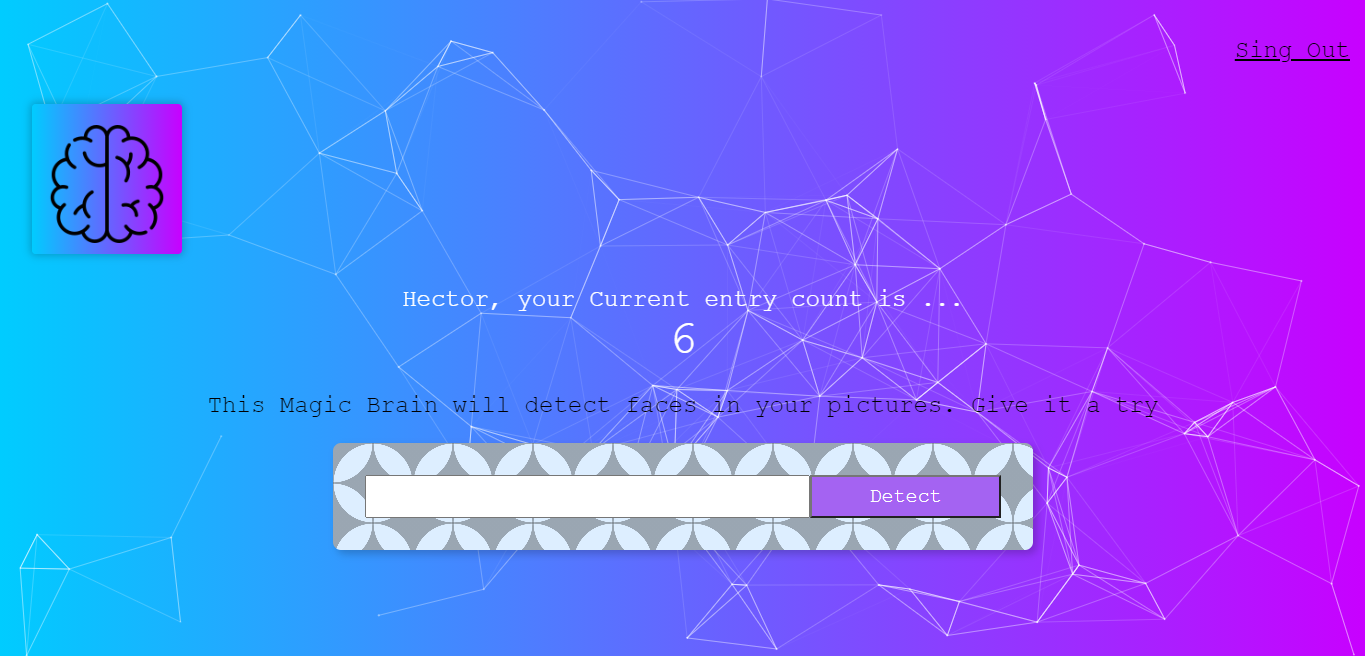 Sing Out
Hector, your Current entry count is ...
6
This Magic Brain will detect faces in your pictures. Give it a try
Detect